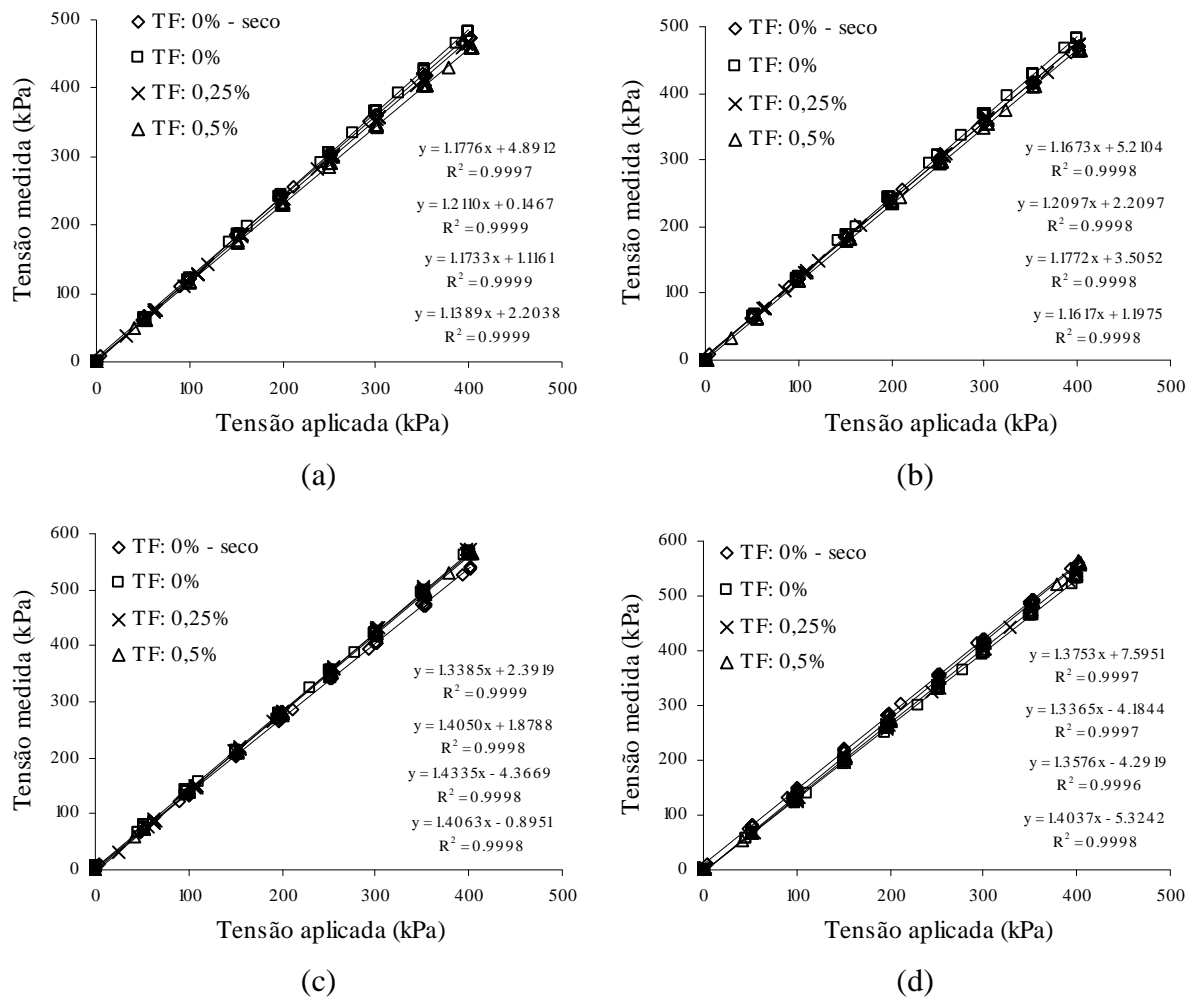 500
400
300
200
100
0
Tensão medida (kPa)
TF: 0% - seco
TF: 0%
TF: 0,25%
TF: 0,5%
y = 1.1776x + 4.8912
R² = 0.9997
y = 1.2110x + 0.1467
R² = 0.9999
y = 1.1733x + 1.1161
R² = 0.9999
y = 1.1389x + 2.2038
R² = 0.9999
0 100 200 300 400 500
Tensão aplicada (kPa)
(a)
500
400
300
200
100
0
Tensão medida (kPa)
TF: 0% - seco
TF: 0%
TF: 0,25%
TF: 0,5%
y = 1.1673x + 5.2104
R² = 0.9998
y = 1.2097x + 2.2097
R² = 0.9998
y = 1.1772x + 3.5052
R² = 0.9998
y = 1.1617x + 1.1975
R² = 0.9998
0 100 200 300 400 500
Tensão aplicada (kPa)
(b)
600
500
400
300
200
100
0
Tensão medida (kPa)
TF: 0% - seco
TF: 0%
TF: 0,25%
TF: 0,5%
y = 1.3385x + 2.3919
R² = 0.9999
y = 1.4050x + 1.8788
R² = 0.9998
y = 1.4335x - 4.3669
R² = 0.9998
y = 1.4063x - 0.8951
R² = 0.9998
0 100 200 300 400 500
Tensão aplicada (kPa)
(c)
600
500
400
300
200
100
0
Tensão medida (kPa)
TF: 0% - seco
TF: 0%
TF: 0,25%
TF: 0,5%
y = 1.3753x + 7.5951
R² = 0.9997
y = 1.3365x - 4.1844
R² = 0.9997
y = 1.3576x - 4.2919
R² = 0.9996
y = 1.4037x - 5.3242
R² = 0.9998
0 100 200 300 400 500
Tensão aplicada (kPa)
(d)